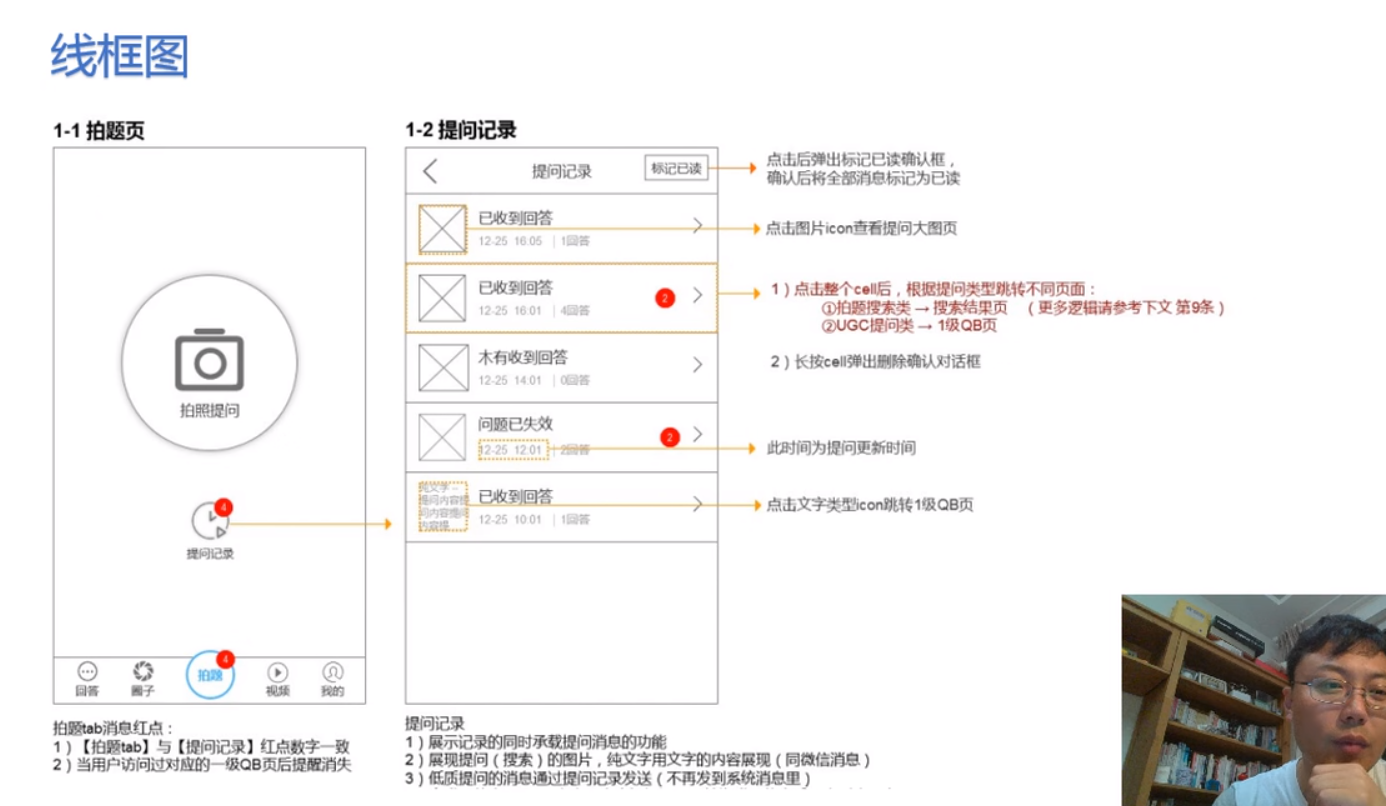 线框图
1-1 拍题页
拍照提问
4
提问记录
4
回答
圈子
拍题
视频
我的
拍题tab消息红点：
1）【拍题tab】与【提问记录】红点数字一致
2）当用户访问过对应的一级QB页后提醒消失
1-2 提问记录
提问记录
标记已读
已收到回答
12-25 16:05 | 1回答
已收到回答
12-25 16:01 | 4回答
2
木有收到回答
12-25 14:01 | 0回答
问题已失效
12-25 12:01 | 2回答
2
纯文字--
提问内容提
问内容提问
内容提
已收到回答
12-25 10:01 | 1回答
点击后弹出标记已读确认框，
确认后将全部消息标记为已读
点击图片icon查看提问大图页
1）点击整个cell后，根据提问类型跳转不同页面：
①拍题搜索类 → 搜索结果页 （更多逻辑请参考下文 第9条）
②UGC提问类 → 1级QB页
2）长按cell弹出删除确认对话框
此时间为提问更新时间
点击文字类型icon跳转1级QB页
提问记录
1）展示记录的同时承载提问消息的功能
2）展现提问（搜索）的图片，纯文字用文字的内容展现（同微信消息）
3）低质提问的消息通过提问记录发送（不再发到系统消息里）